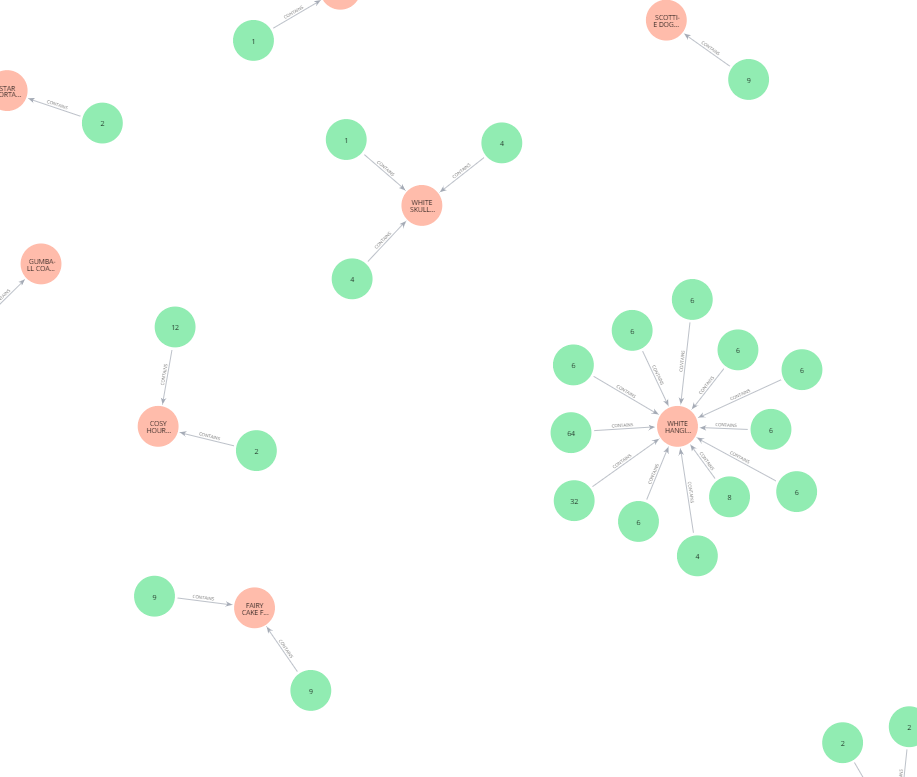 CONTAINS
1
SCOTTI-
E DOG...
CONTAINS
9
STAR
ORTA...
CONTAINS
2
1
CONTAINS
4
CONTAINS
WHITE
SKULL...
CONTAINS
4
GUMBA-
LL COA...
12
CONTAINS
COSY
HOUR...
CONTAINS
2
6
6
6
6
6
CONTAINS
CONTAINS
CONTAINS
CONTAINS
CONTAINS
64
CONTAINS
WHITE
HANGI...
CONTAINS
6
CONTAINS
CONTAINS
CONTAINS
CONTAINS
CONTAINS
32
6
4
8
6
9
CONTAINS
FAIRY
CAKE F...
CONTAINS
9
2
2